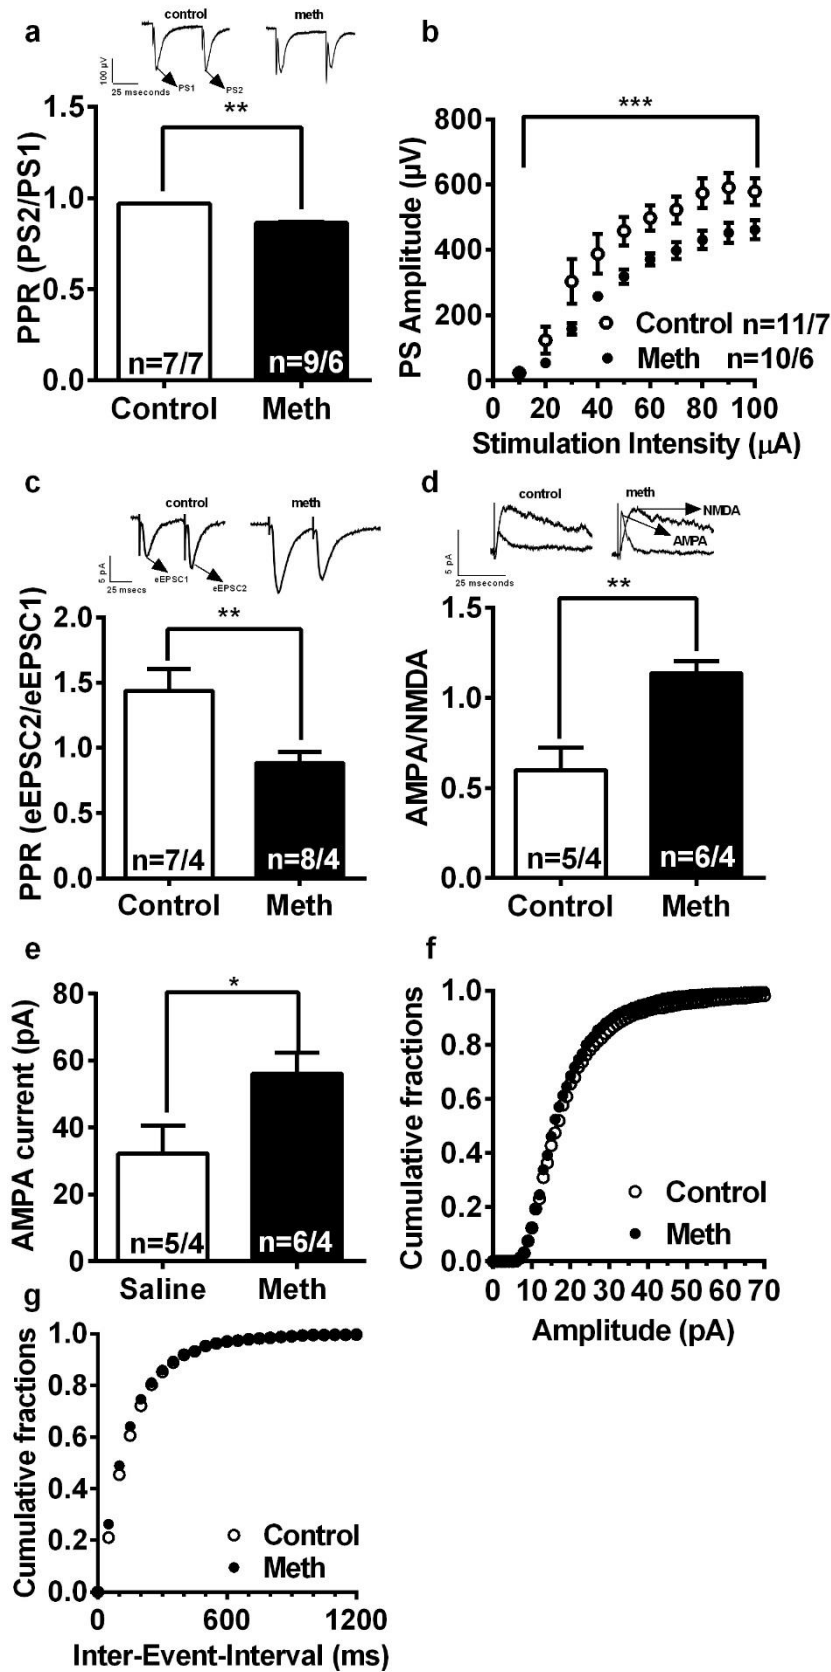 a
control
meth
100 µV
25 mseconds
PS1
PS2
**
PPR (PS2/PS1)
1.5
1.0
0.5
0.0
n=7/7
n=9/6
Control
Meth
b
***
PS Amplitude (µV)
800
600
400
200
0
Control n=11/7
Meth n=10/6
0 20 40 60 80 100
Stimulation Intensity (µA)
c
control
meth
5 pA
25 msecs
eEPSC1
eEPSC2
**
PPR (eEPSC2/eEPSC1)
2.0
1.5
1.0
0.5
0.0
n=7/4
n=8/4
Control
Meth
d
control
meth
NMDA
AMPA
5 pA
25 mseconds
**
AMPA/NMDA
1.5
1.0
0.5
0.0
n=5/4
n=6/4
Control
Meth
e
*
AMPA current (pA)
80
60
40
20
0
n=5/4
n=6/4
Saline
Meth
f
Cumulative fractions
1.0
0.8
0.6
0.4
0.2
0.0
Control
Meth
0 10 20 30 40 50 60 70
Amplitude (pA)
g
Cumulative fractions
1.0
0.8
0.6
0.4
0.2
0.0
Control
Meth
0 600 1200
Inter-Event-Interval (ms)